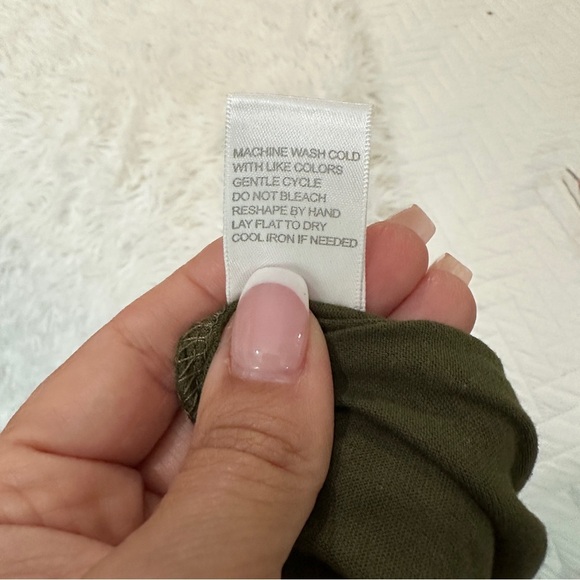 MACHINE WASH COLD
WITH LIKE COLORS
GENTLE CYCLE
DO NOT BLEACH
RESHAPE BY HAND
LAY FLAT TO DRY
COOL IRON IF NEEDED